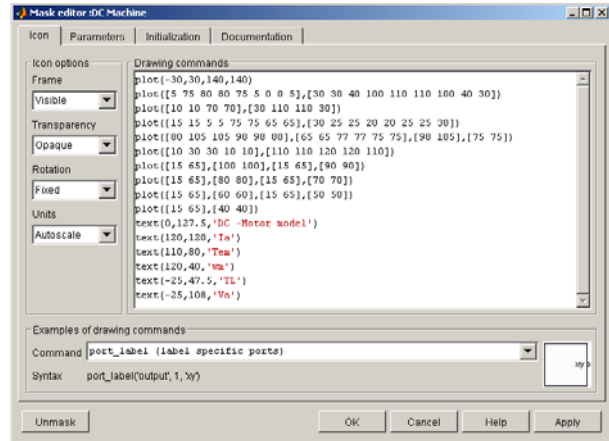 Mask editor :DC Machine
Icon Parameters Initialization Documentation
Icon options
Frame
Visible
Transparency
Opaque
Rotation
Fixed
Units
Autoscale
Drawing commands
plot(-30,30,140,140)
plot([5 75 80 80 75 5 0 0 5],[30 30 40 100 110 110 100 40 30])
plot([10 10 70 70],[30 110 110 30])
plot([15 15 5 5 75 75 65 65],[30 25 25 20 20 25 25 30])
plot([80 105 105 98 98 80],[65 65 77 77 75 75],[98 105],[75 75])
plot([10 30 30 10 10],[110 110 120 120 110])
plot([15 65],[100 100],[15 65],[90 90])
plot([15 65],[80 80],[15 65],[70 70])
plot([15 65],[60 60],[15 65],[50 50])
plot([15 65],[40 40])
text(0,127.5,'DC -Motor model')
text(120,120,'Ia')
text(110,80,'Tem')
text(120,40,'wm')
text(-25,47.5,'TL')
text(-25,108,'Va')
Examples of drawing commands
Command port_label (label specific ports)
Syntax port_label('output', 1, 'xy')
xy
Unmask OK Cancel Help Apply